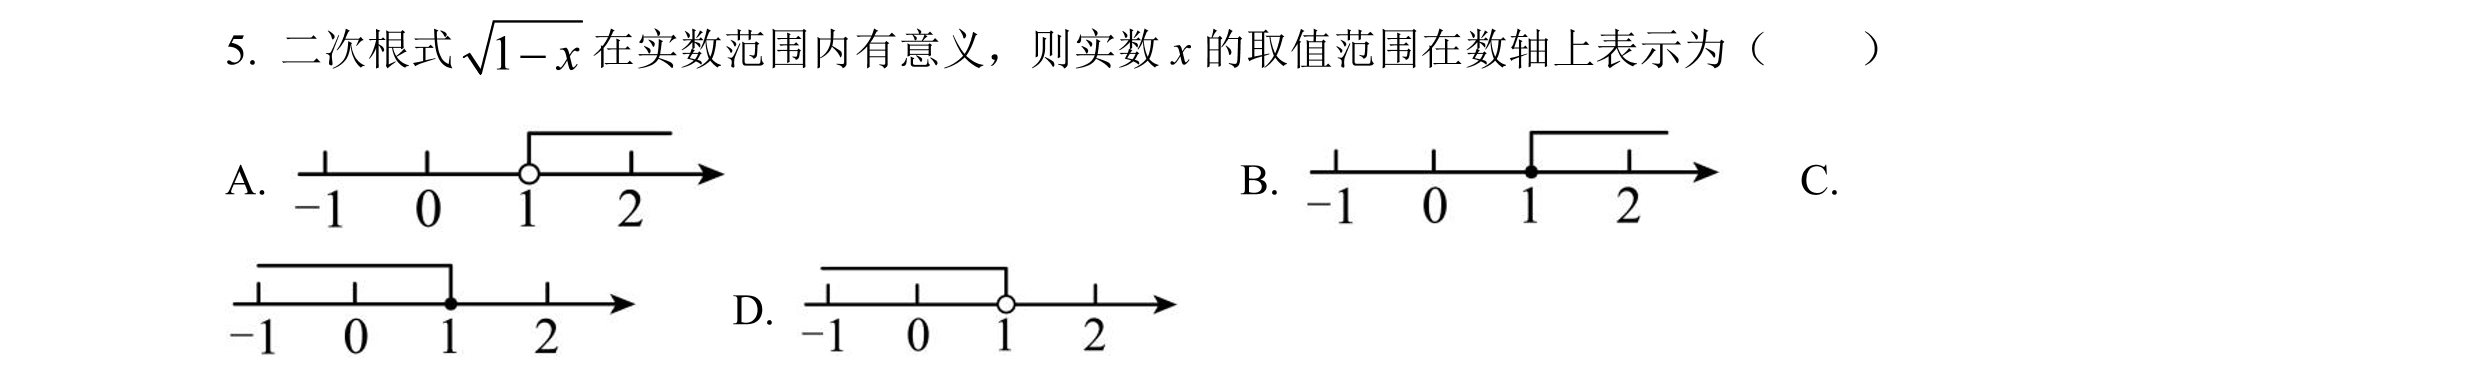 5. 二次根式 √(1−x) 在实数范围内有意义，则实数 x 的取值范围在数轴上表示为（　　）
A. −1 0 1 2 B. −1 0 1 2 C.
−1 0 1 2 D. −1 0 1 2